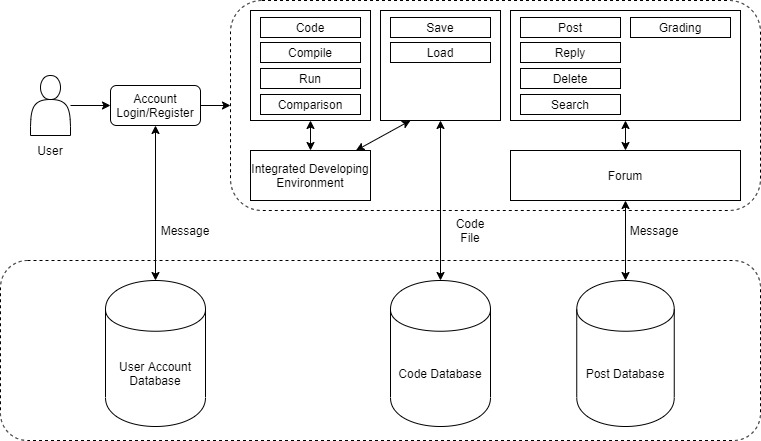 Code
Compile
Run
Comparison
Save
Load
Post
Reply
Delete
Search
Grading
User
Account
Login/Register
Integrated Developing
Environment
Forum
Message
Code
File
Message
User Account
Database
Code Database
Post Database